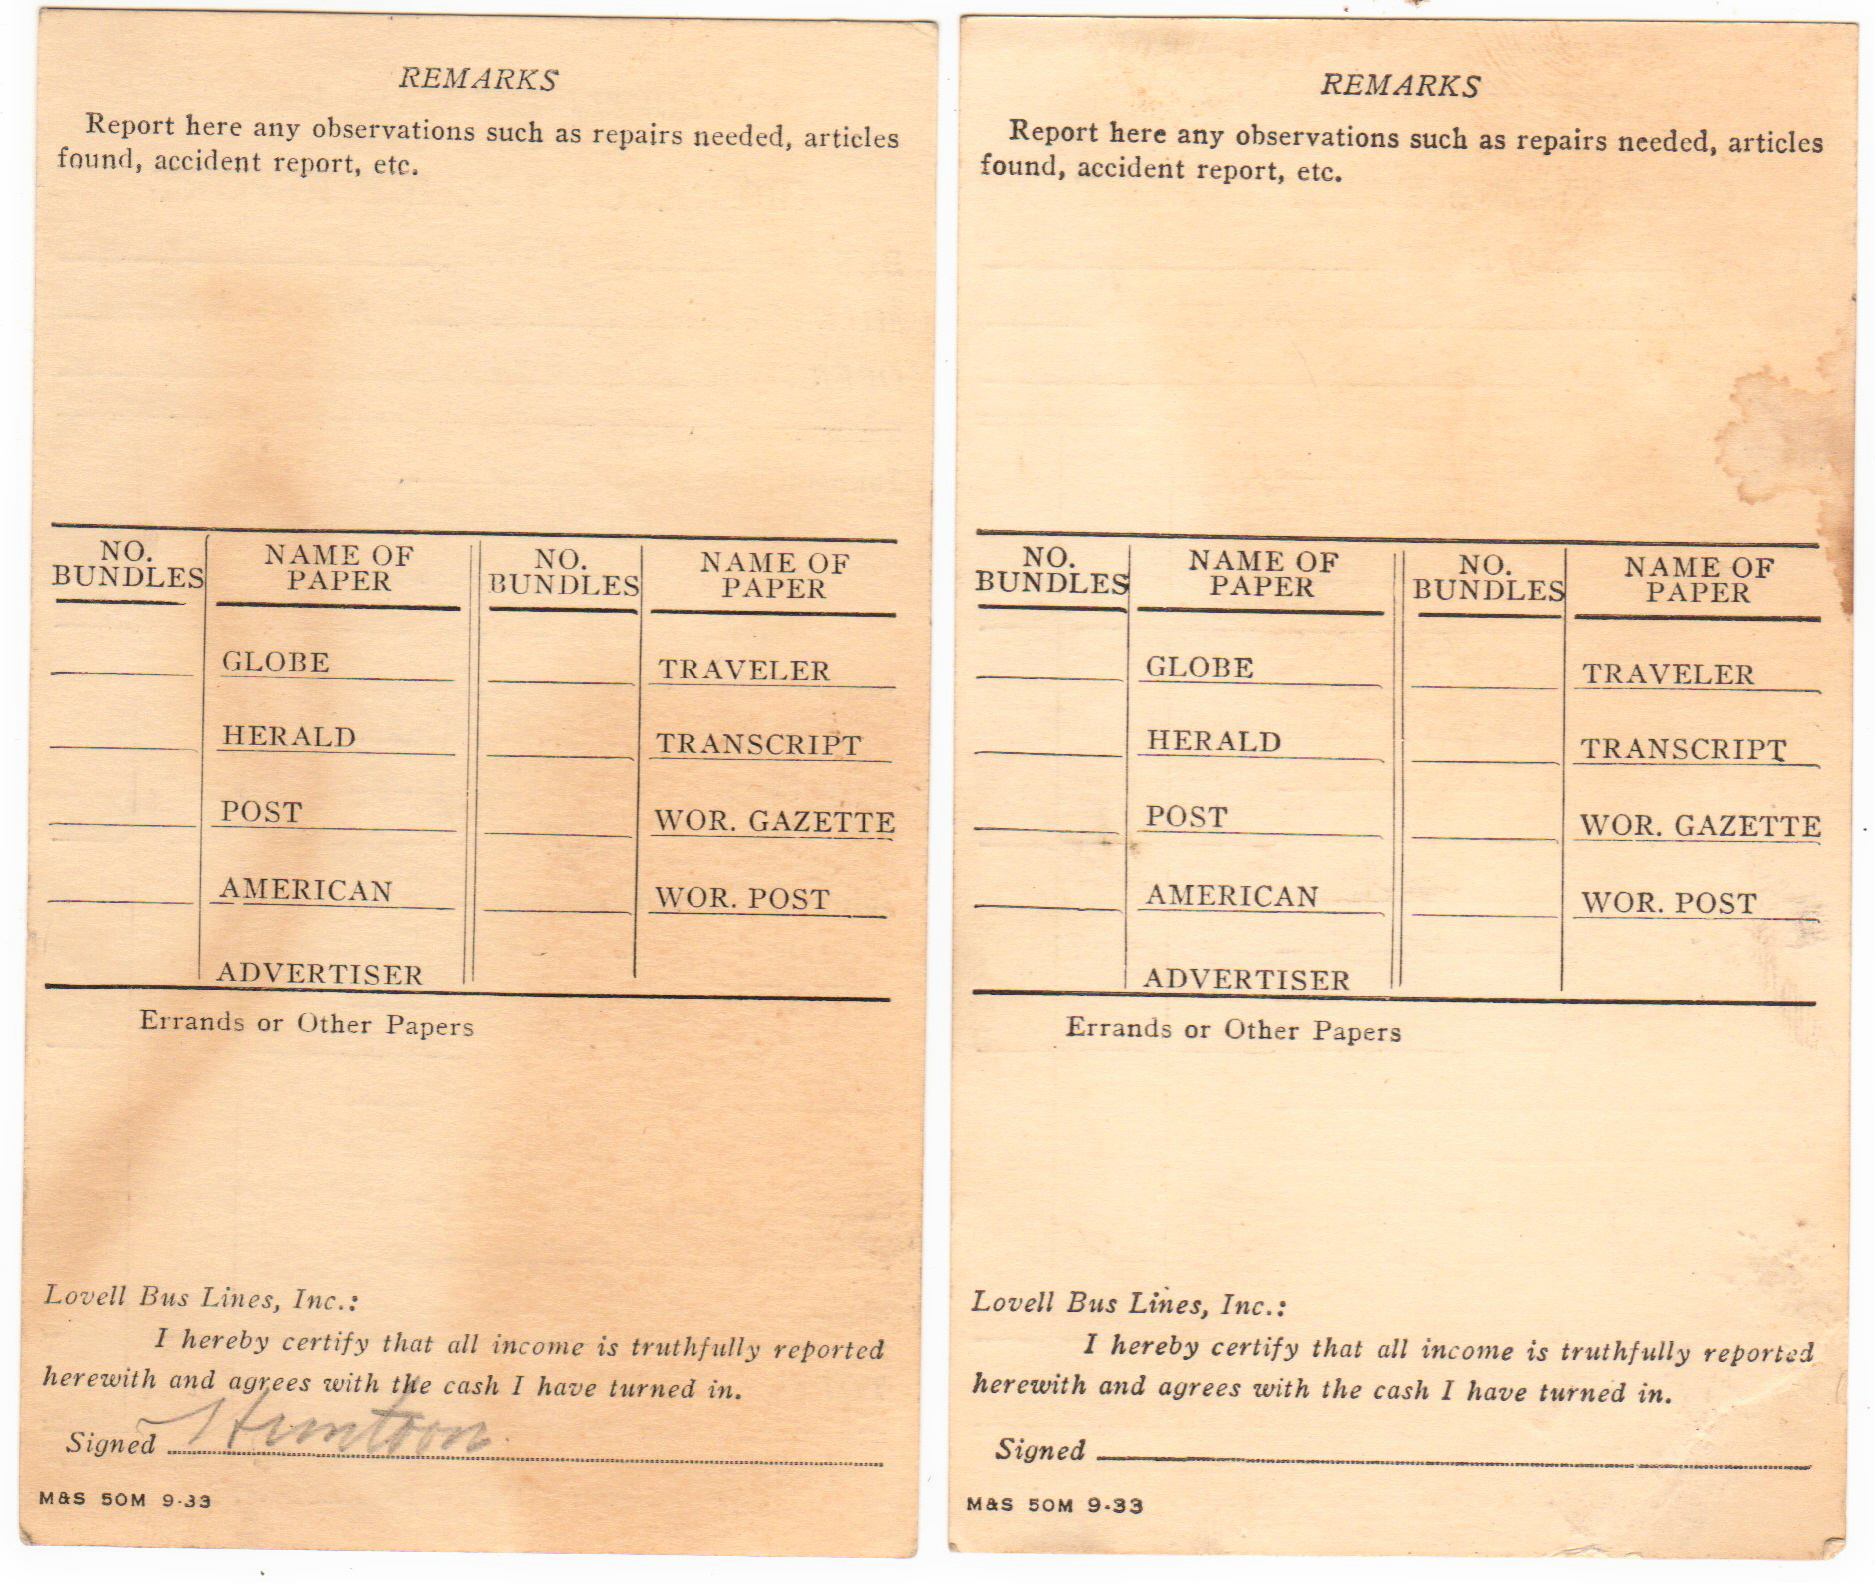 REMARKS
Report here any observations such as repairs needed, articles
found, accident report, etc.
NO. BUNDLES NAME OF PAPER NO. BUNDLES NAME OF PAPER
GLOBE TRAVELER
HERALD TRANSCRIPT
POST WOR. GAZETTE
AMERICAN WOR. POST
ADVERTISER
Errands or Other Papers
Lovell Bus Lines, Inc.:
I hereby certify that all income is truthfully reported
herewith and agrees with the cash I have turned in.
Signed Huntoon
M&S 50M 9-33
REMARKS
Report here any observations such as repairs needed, articles
found, accident report, etc.
NO. BUNDLES NAME OF PAPER NO. BUNDLES NAME OF PAPER
GLOBE TRAVELER
HERALD TRANSCRIPT
POST WOR. GAZETTE
AMERICAN WOR. POST
ADVERTISER
Errands or Other Papers
Lovell Bus Lines, Inc.:
I hereby certify that all income is truthfully reported
herewith and agrees with the cash I have turned in.
Signed
M&S 50M 9-33